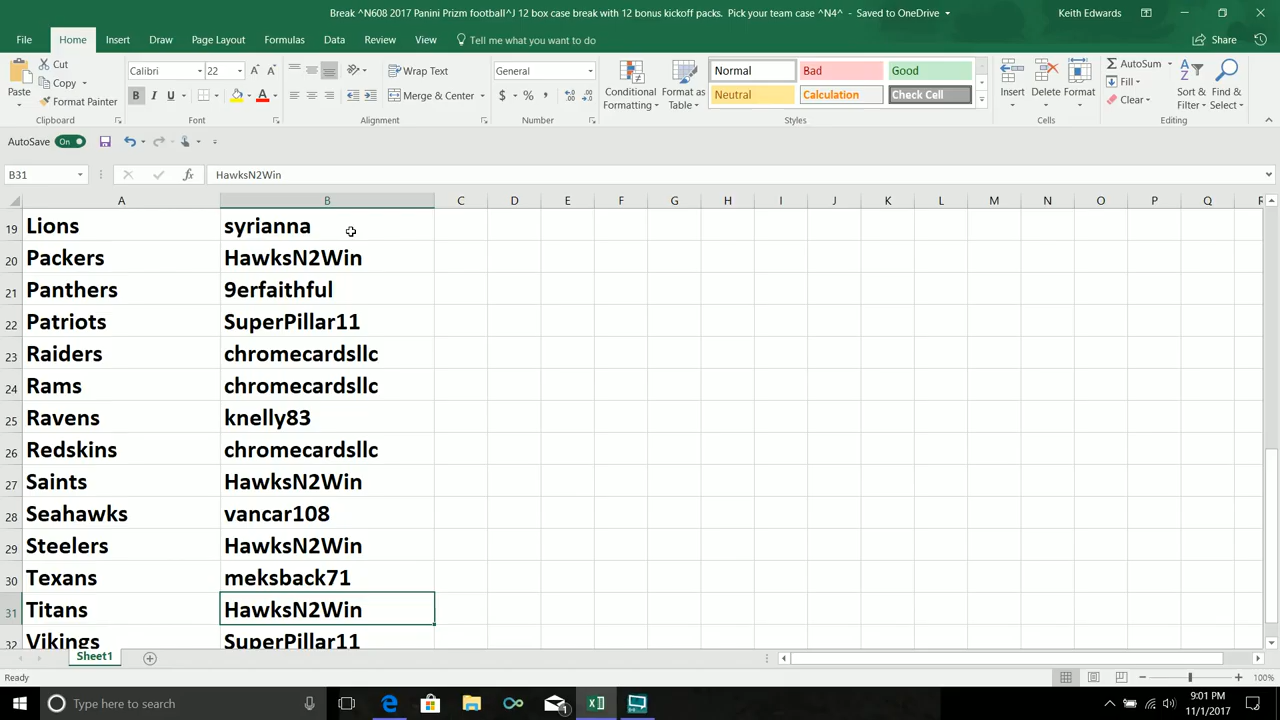 Break ^N608 2017 Panini Prizm football^J 12 box case break with 12 bonus kickoff packs. Pick your team case ^N4^ - Saved to OneDrive
Keith Edwards
File Home Insert Draw Page Layout Formulas Data Review View Tell me what you want to do Share
Paste
Cut
Copy
Format Painter
Clipboard
Calibri 22
B I U
Font
Wrap Text
Merge & Center
Alignment
General
$ % ,
Number
Conditional Formatting
Format as Table
Normal Bad Good
Neutral Calculation Check Cell
Styles
Insert Delete Format
Cells
AutoSum
Fill
Clear
Sort & Filter
Find & Select
Editing
AutoSave On
B31 fx HawksN2Win
A B C D E F G H I J K L M N O P Q R
19 Lions syrianna
20 Packers HawksN2Win
21 Panthers 9erfaithful
22 Patriots SuperPillar11
23 Raiders chromecardsllc
24 Rams chromecardsllc
25 Ravens knelly83
26 Redskins chromecardsllc
27 Saints HawksN2Win
28 Seahawks vancar108
29 Steelers HawksN2Win
30 Texans meksback71
31 Titans HawksN2Win
32 Vikings SuperPillar11
Sheet1
Ready
100%
Type here to search
9:01 PM
11/1/2017